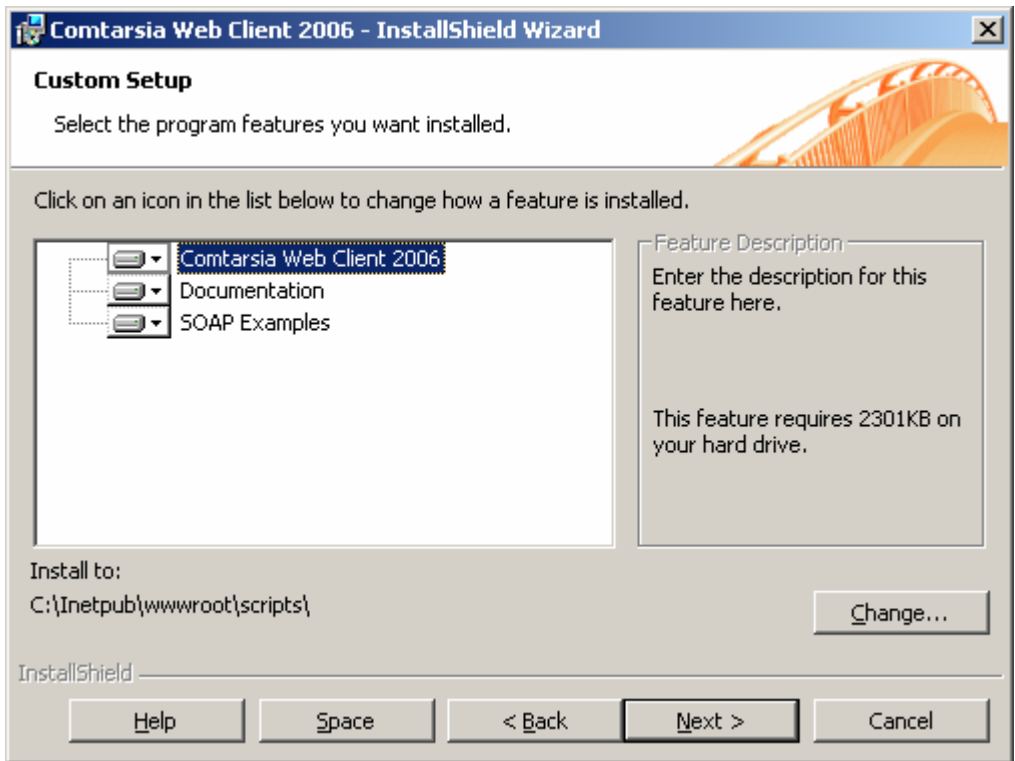 Comtarsia Web Client 2006 - InstallShield Wizard
Custom Setup
Select the program features you want installed.
Click on an icon in the list below to change how a feature is installed.
Comtarsia Web Client 2006
Documentation
SOAP Examples
Feature Description
Enter the description for this
feature here.
This feature requires 2301KB on
your hard drive.
Install to:
C:\Inetpub\wwwroot\scripts\
Change...
InstallShield
Help
Space
< Back
Next >
Cancel